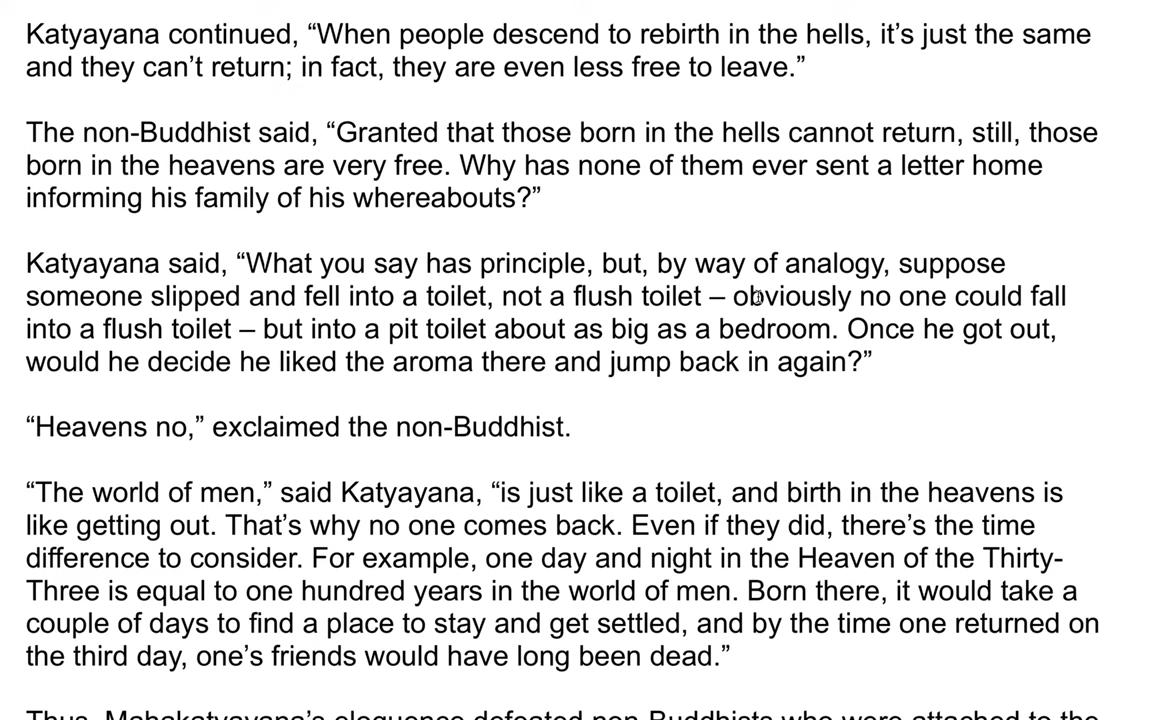 Katyayana continued, “When people descend to rebirth in the hells, it’s just the same
and they can’t return; in fact, they are even less free to leave.”
The non-Buddhist said, “Granted that those born in the hells cannot return, still, those
born in the heavens are very free. Why has none of them ever sent a letter home
informing his family of his whereabouts?”
Katyayana said, “What you say has principle, but, by way of analogy, suppose
someone slipped and fell into a toilet, not a flush toilet – obviously no one could fall
into a flush toilet – but into a pit toilet about as big as a bedroom. Once he got out,
would he decide he liked the aroma there and jump back in again?”
“Heavens no,” exclaimed the non-Buddhist.
“The world of men,” said Katyayana, “is just like a toilet, and birth in the heavens is
like getting out. That’s why no one comes back. Even if they did, there’s the time
difference to consider. For example, one day and night in the Heaven of the Thirty-
Three is equal to one hundred years in the world of men. Born there, it would take a
couple of days to find a place to stay and get settled, and by the time one returned on
the third day, one’s friends would have long been dead.”
Thus, Mahakatyayana’s eloquence defeated non-Buddhists who were attached to the